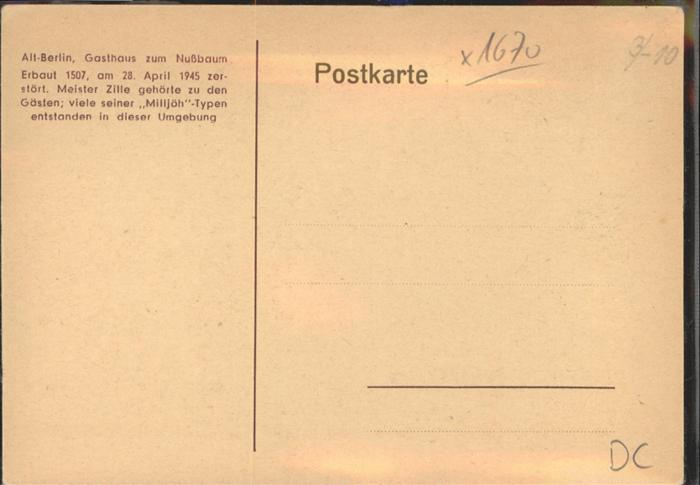 Alt-Berlin, Gasthaus zum Nußbaum
Erbaut 1507, am 28. April 1945 zer-
stört. Meister Zille gehörte zu den
Gästen; viele seiner „Milljöh"-Typen
entstanden in dieser Umgebung
Postkarte
x1670
DC